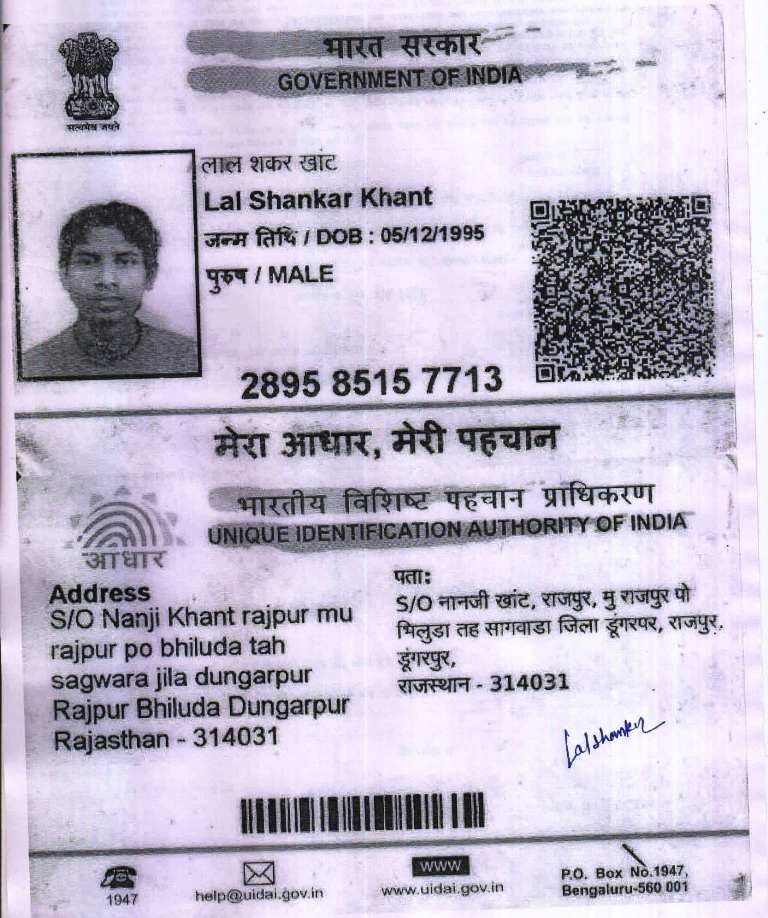 भारत सरकार
GOVERNMENT OF INDIA
सत्यमेव जयते
लाल शकर खांट
Lal Shankar Khant
जन्म तिथि / DOB : 05/12/1995
पुरुष / MALE
2895 8515 7713
मेरा आधार, मेरी पहचान
भारतीय विशिष्ट पहचान प्राधिकरण
UNIQUE IDENTIFICATION AUTHORITY OF INDIA
आधार
Address
S/O Nanji Khant rajpur mu
rajpur po bhiluda tah
sagwara jila dungarpur
Rajpur Bhiluda Dungarpur
Rajasthan - 314031
पता:
S/O नानजी खांट, राजपुर, मु राजपुर पो
भिलुडा तह सागवाडा जिला डूंगरपर, राजपुर,
डूंगरपुर,
राजस्थान - 314031
Lalshanker
1947
help@uidai.gov.in
www
www.uidai.gov.in
P.O. Box No.1947,
Bengaluru-560 001